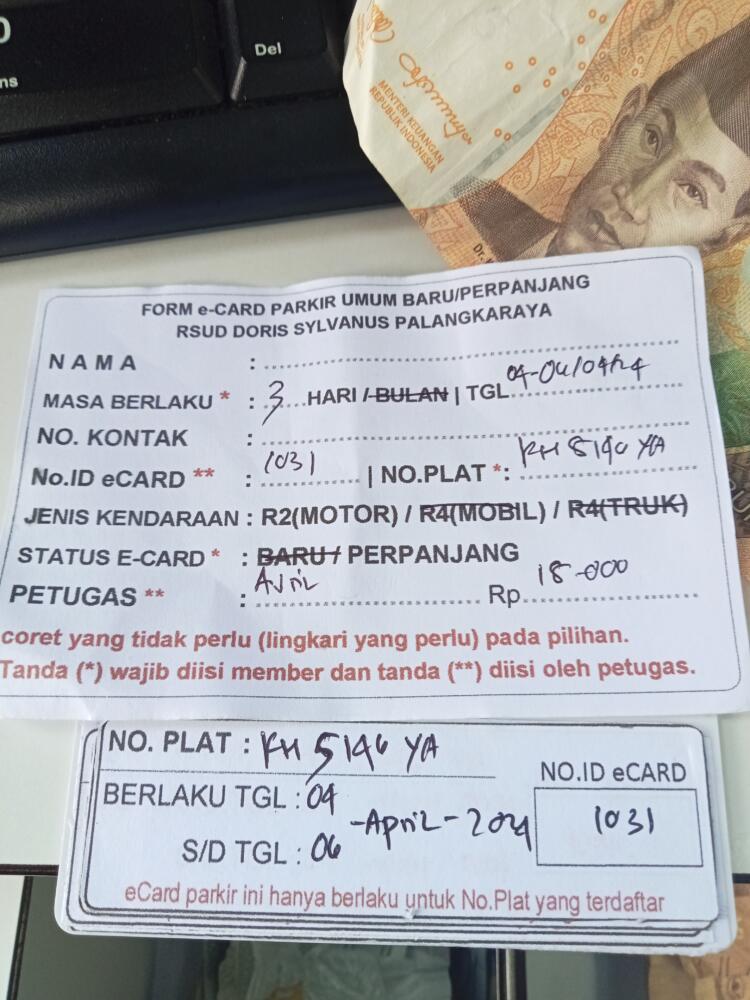 Del
MENTERI KEUANGAN
REPUBLIK INDONESIA
FORM e-CARD PARKIR UMUM BARU/PERPANJANG
RSUD DORIS SYLVANUS PALANGKARAYA
NAMA :
MASA BERLAKU * : 3 HARI / BULAN | TGL 04-06/04/24
NO. KONTAK :
No.ID eCARD ** : 1031 | NO.PLAT *: KH 5146 YA
JENIS KENDARAAN : R2(MOTOR) / R4(MOBIL) / R4(TRUK)
STATUS E-CARD * : BARU / PERPANJANG
PETUGAS ** : April Rp. 18-000
coret yang tidak perlu (lingkari yang perlu) pada pilihan.
Tanda (*) wajib diisi member dan tanda (**) diisi oleh petugas.
NO. PLAT : KH 5146 YA
NO.ID eCARD
BERLAKU TGL : 04
-April-2024
1031
S/D TGL : 06
eCard parkir ini hanya berlaku untuk No.Plat yang terdaftar